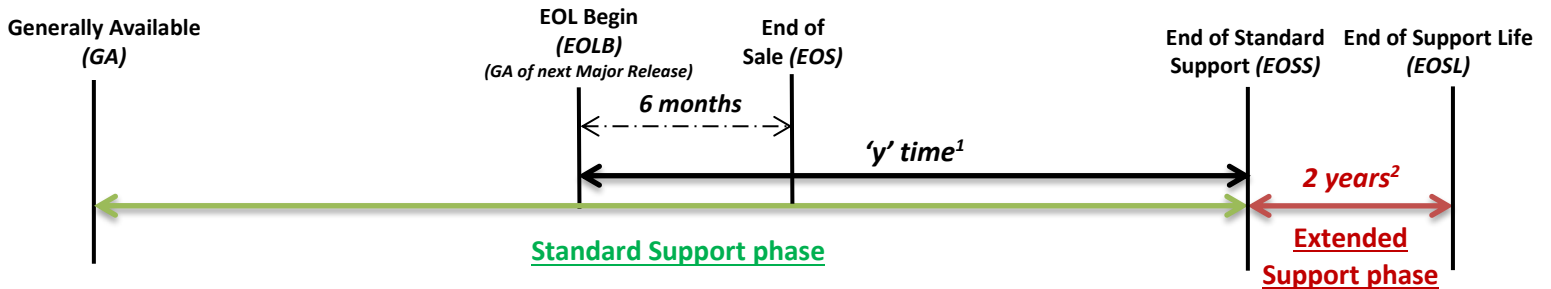 Generally Available
(GA)
EOL Begin
(EOLB)
(GA of next Major Release)
End of
Sale (EOS)
End of Standard
Support (EOSS)
End of Support Life
(EOSL)
6 months
‘y’ time¹
2 years²
Standard Support phase
Extended
Support phase